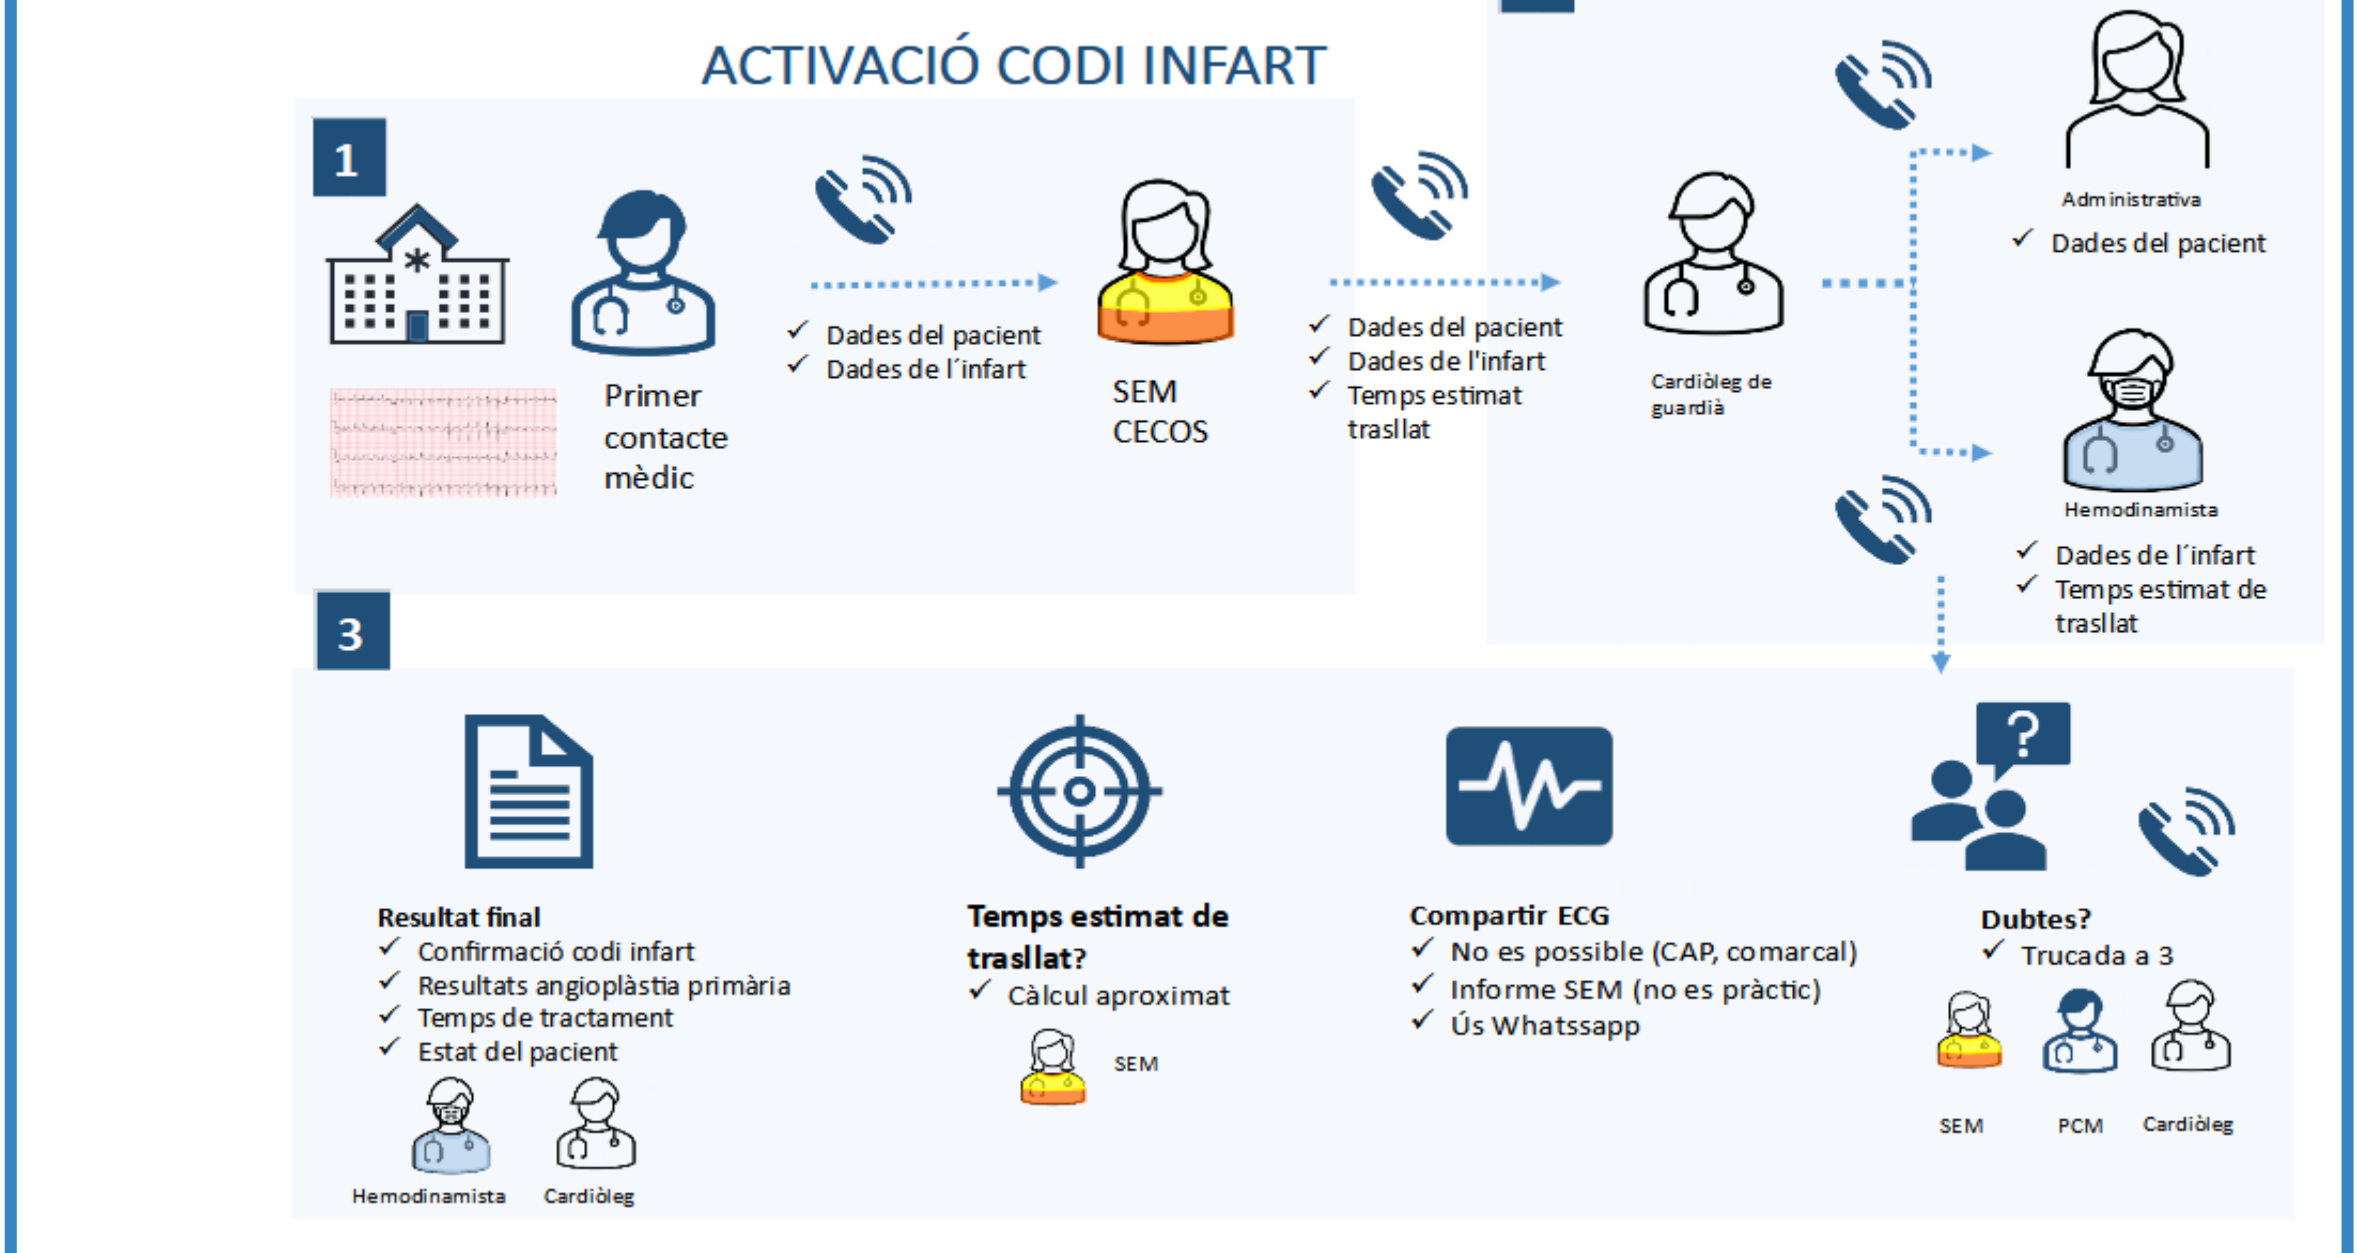 ACTIVACIÓ CODI INFART
1
Primer
contacte
mèdic
✓ Dades del pacient
✓ Dades de l´infart
SEM
CECOS
✓ Dades del pacient
✓ Dades de l'infart
✓ Temps estimat
trasllat
Cardiòleg de
guardià
Administrativa
✓ Dades del pacient
Hemodinamista
✓ Dades de l´infart
✓ Temps estimat de
trasllat
3
Resultat final
✓ Confirmació codi infart
✓ Resultats angioplàstia primària
✓ Temps de tractament
✓ Estat del pacient
Hemodinamista
Cardiòleg
Temps estimat de
trasllat?
✓ Càlcul aproximat
SEM
Compartir ECG
✓ No es possible (CAP, comarcal)
✓ Informe SEM (no es pràctic)
✓ Ús Whatssapp
?
Dubtes?
✓ Trucada a 3
SEM
PCM
Cardiòleg